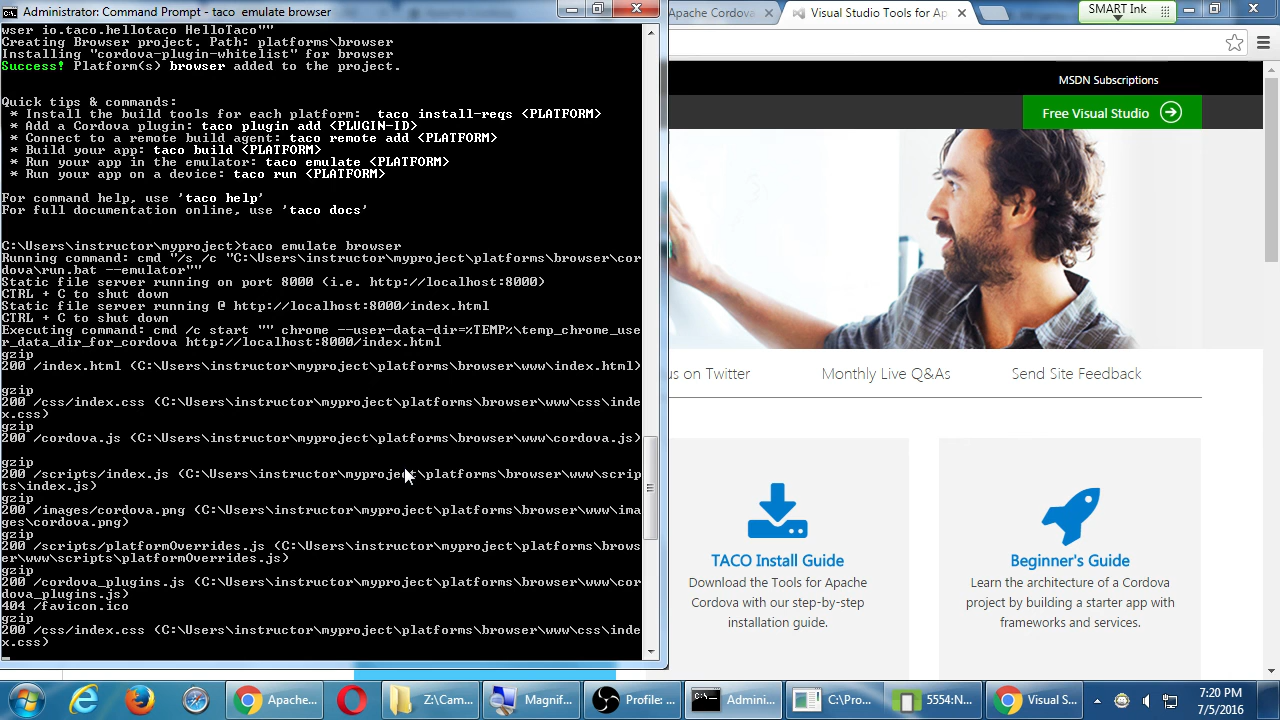 Administrator: Command Prompt - taco  emulate browser
user io.taco.hellotaco HelloTaco""
Creating Browser project. Path: platforms\browser
Installing "cordova-plugin-whitelist" for browser
Success! Platform(s) browser added to the project.
Quick tips & commands:
* Install the build tools for each platform:  taco install-reqs <PLATFORM>
* Add a Cordova plugin: taco plugin add <PLUGIN-ID>
* Connect to a remote build agent: taco remote add <PLATFORM>
* Build your app: taco build <PLATFORM>
* Run your app in the emulator: taco emulate <PLATFORM>
* Run your app on a device: taco run <PLATFORM>
For command help, use 'taco help'
For full documentation online, use 'taco docs'
C:\Users\instructor\myproject>taco emulate browser
Running command: cmd "/s /c "C:\Users\instructor\myproject\platforms\browser\cor
dova\run.bat --emulator""
Static file server running on port 8000 (i.e. http://localhost:8000)
CTRL + C to shut down
Static file server running @ http://localhost:8000/index.html
CTRL + C to shut down
Executing command: cmd /c start "" chrome --user-data-dir=%TEMP%\temp_chrome_use
r_data_dir_for_cordova http://localhost:8000/index.html
gzip
200 /index.html (C:\Users\instructor\myproject\platforms\browser\www\index.html)
gzip
200 /css/index.css (C:\Users\instructor\myproject\platforms\browser\www\css\inde
x.css)
gzip
200 /cordova.js (C:\Users\instructor\myproject\platforms\browser\www\cordova.js)
gzip
200 /scripts/index.js (C:\Users\instructor\myproject\platforms\browser\www\scrip
ts\index.js)
gzip
200 /images/cordova.png (C:\Users\instructor\myproject\platforms\browser\www\ima
ges\cordova.png)
gzip
200 /scripts/platformOverrides.js (C:\Users\instructor\myproject\platforms\brows
er\www\scripts\platformOverrides.js)
gzip
200 /cordova_plugins.js (C:\Users\instructor\myproject\platforms\browser\www\cor
dova_plugins.js)
404 /favicon.ico
gzip
200 /css/index.css (C:\Users\instructor\myproject\platforms\browser\www\css\inde
x.css)
Apache Cordova
Visual Studio Tools for Ap
SMART Ink
MSDN Subscriptions
Free Visual Studio
us on Twitter
Monthly Live Q&As
Send Site Feedback
TACO Install Guide
Download the Tools for Apache
Cordova with our step-by-step
installation guide.
Beginner's Guide
Learn the architecture of a Cordova
project by building a starter app with
frameworks and services.
Apache...
Z:\Cam...
Magnif...
Profile: ...
Admini...
C:\Pro...
5554:N...
Visual S...
7:20 PM
7/5/2016